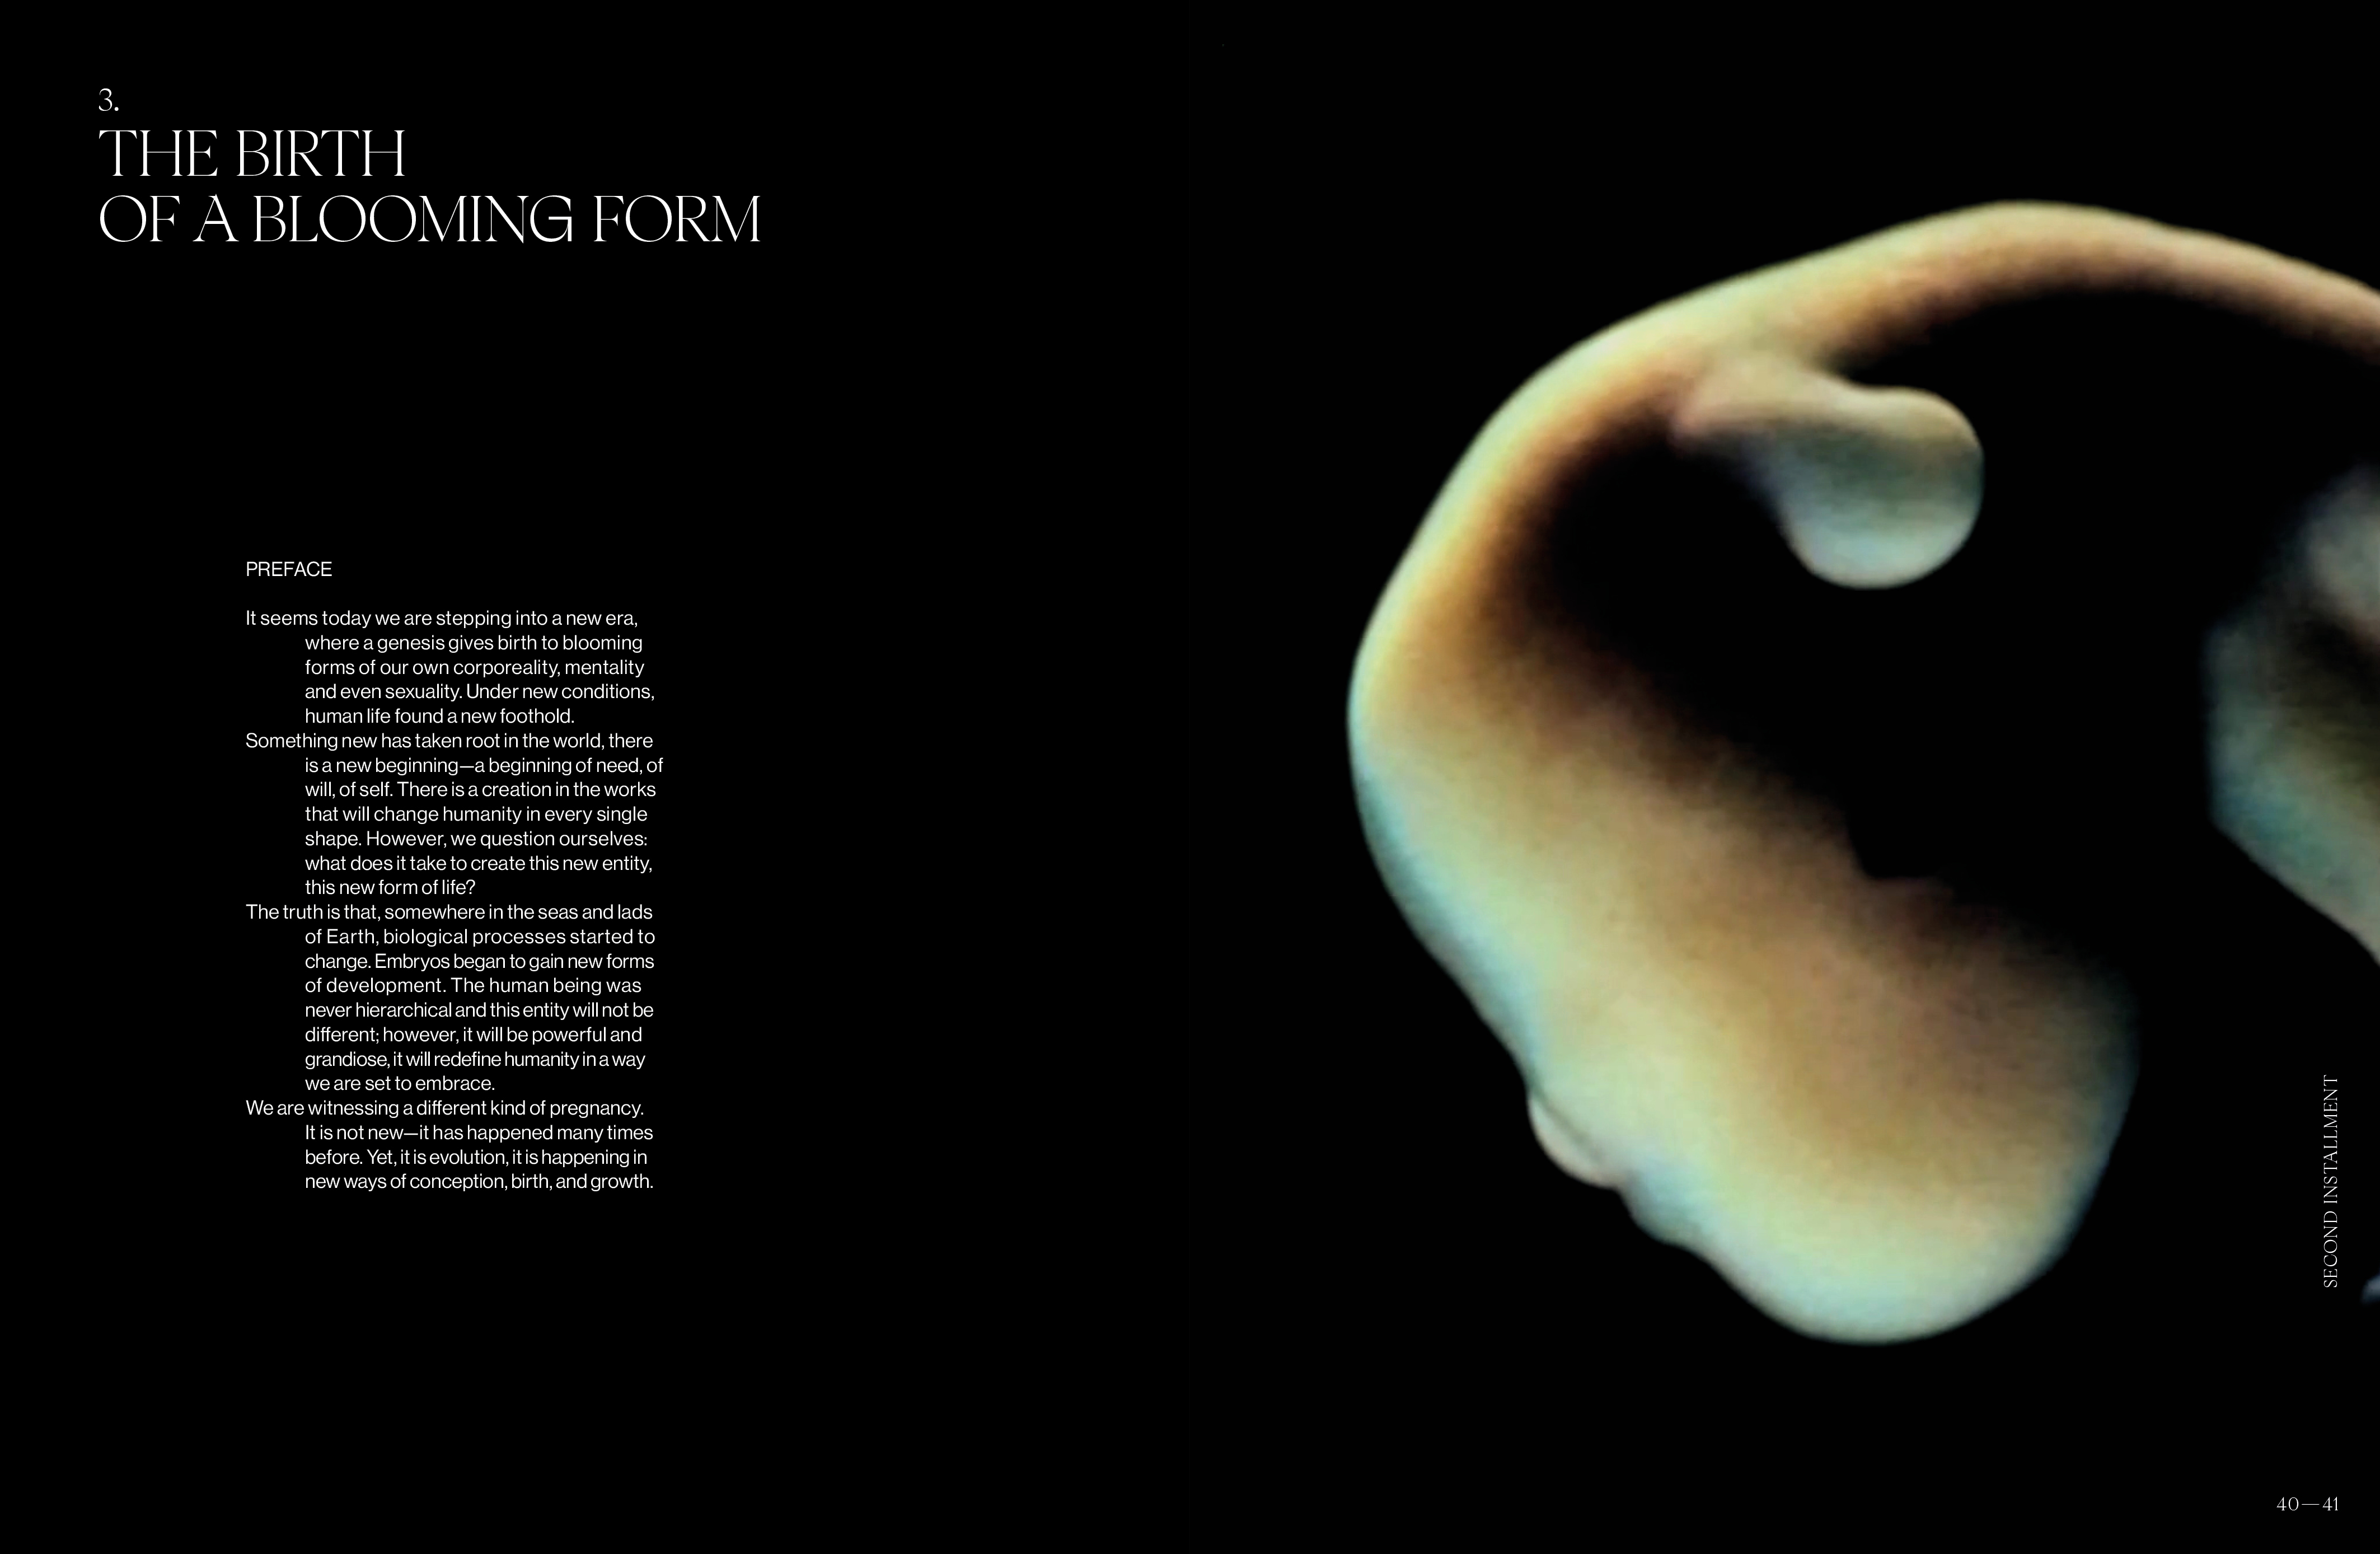 3.
THE BIRTH
OF A BLOOMING FORM
PREFACE
It seems today we are stepping into a new era,
where a genesis gives birth to blooming
forms of our own corporeality, mentality
and even sexuality. Under new conditions,
human life found a new foothold.
Something new has taken root in the world, there
is a new beginning—a beginning of need, of
will, of self. There is a creation in the works
that will change humanity in every single
shape. However, we question ourselves:
what does it take to create this new entity,
this new form of life?
The truth is that, somewhere in the seas and lads
of Earth, biological processes started to
change. Embryos began to gain new forms
of development. The human being was
never hierarchical and this entity will not be
different; however, it will be powerful and
grandiose, it will redefine humanity in a way
we are set to embrace.
We are witnessing a different kind of pregnancy.
It is not new—it has happened many times
before. Yet, it is evolution, it is happening in
new ways of conception, birth, and growth.
SECOND INSTALLMENT
40—41